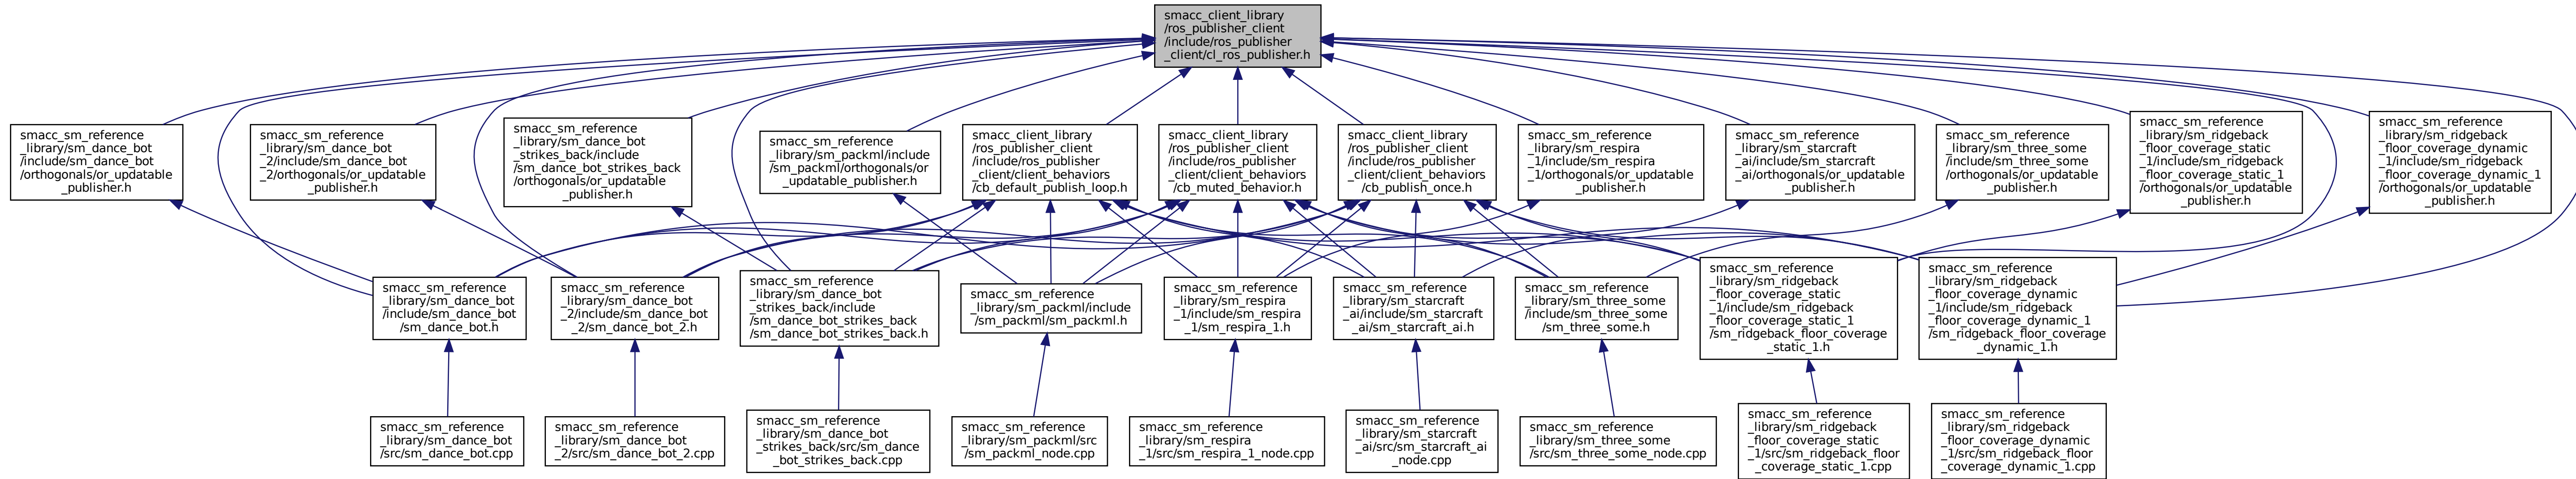 smacc_client_library
/ros_publisher_client
/include/ros_publisher
_client/cl_ros_publisher.h
smacc_sm_reference
_library/sm_dance_bot
/include/sm_dance_bot
/orthogonals/or_updatable
_publisher.h
smacc_sm_reference
_library/sm_dance_bot
_2/include/sm_dance_bot
_2/orthogonals/or_updatable
_publisher.h
smacc_sm_reference
_library/sm_dance_bot
_strikes_back/include
/sm_dance_bot_strikes_back
/orthogonals/or_updatable
_publisher.h
smacc_sm_reference
_library/sm_packml/include
/sm_packml/orthogonals/or
_updatable_publisher.h
smacc_client_library
/ros_publisher_client
/include/ros_publisher
_client/client_behaviors
/cb_default_publish_loop.h
smacc_client_library
/ros_publisher_client
/include/ros_publisher
_client/client_behaviors
/cb_muted_behavior.h
smacc_client_library
/ros_publisher_client
/include/ros_publisher
_client/client_behaviors
/cb_publish_once.h
smacc_sm_reference
_library/sm_respira
_1/include/sm_respira
_1/orthogonals/or_updatable
_publisher.h
smacc_sm_reference
_library/sm_starcraft
_ai/include/sm_starcraft
_ai/orthogonals/or_updatable
_publisher.h
smacc_sm_reference
_library/sm_three_some
/include/sm_three_some
/orthogonals/or_updatable
_publisher.h
smacc_sm_reference
_library/sm_ridgeback
_floor_coverage_static
_1/include/sm_ridgeback
_floor_coverage_static_1
/orthogonals/or_updatable
_publisher.h
smacc_sm_reference
_library/sm_ridgeback
_floor_coverage_dynamic
_1/include/sm_ridgeback
_floor_coverage_dynamic_1
/orthogonals/or_updatable
_publisher.h
smacc_sm_reference
_library/sm_dance_bot
/include/sm_dance_bot
/sm_dance_bot.h
smacc_sm_reference
_library/sm_dance_bot
_2/include/sm_dance_bot
_2/sm_dance_bot_2.h
smacc_sm_reference
_library/sm_dance_bot
_strikes_back/include
/sm_dance_bot_strikes_back
/sm_dance_bot_strikes_back.h
smacc_sm_reference
_library/sm_packml/include
/sm_packml/sm_packml.h
smacc_sm_reference
_library/sm_respira
_1/include/sm_respira
_1/sm_respira_1.h
smacc_sm_reference
_library/sm_starcraft
_ai/include/sm_starcraft
_ai/sm_starcraft_ai.h
smacc_sm_reference
_library/sm_three_some
/include/sm_three_some
/sm_three_some.h
smacc_sm_reference
_library/sm_ridgeback
_floor_coverage_static
_1/include/sm_ridgeback
_floor_coverage_static_1
/sm_ridgeback_floor_coverage
_static_1.h
smacc_sm_reference
_library/sm_ridgeback
_floor_coverage_dynamic
_1/include/sm_ridgeback
_floor_coverage_dynamic_1
/sm_ridgeback_floor_coverage
_dynamic_1.h
smacc_sm_reference
_library/sm_dance_bot
/src/sm_dance_bot.cpp
smacc_sm_reference
_library/sm_dance_bot
_2/src/sm_dance_bot_2.cpp
smacc_sm_reference
_library/sm_dance_bot
_strikes_back/src/sm_dance
_bot_strikes_back.cpp
smacc_sm_reference
_library/sm_packml/src
/sm_packml_node.cpp
smacc_sm_reference
_library/sm_respira
_1/src/sm_respira_1_node.cpp
smacc_sm_reference
_library/sm_starcraft
_ai/src/sm_starcraft_ai
_node.cpp
smacc_sm_reference
_library/sm_three_some
/src/sm_three_some_node.cpp
smacc_sm_reference
_library/sm_ridgeback
_floor_coverage_static
_1/src/sm_ridgeback_floor
_coverage_static_1.cpp
smacc_sm_reference
_library/sm_ridgeback
_floor_coverage_dynamic
_1/src/sm_ridgeback_floor
_coverage_dynamic_1.cpp